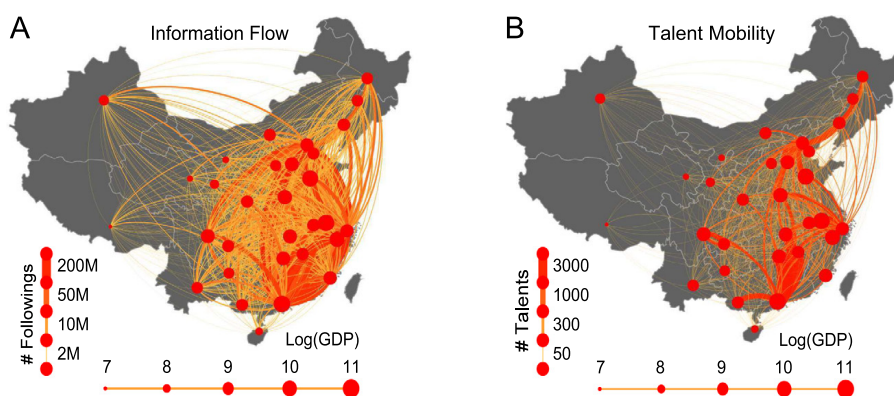 A
Information Flow
# Followings
200M
50M
10M
2M
Log(GDP)
7 8 9 10 11
B
Talent Mobility
# Talents
3000
1000
300
50
Log(GDP)
7 8 9 10 11